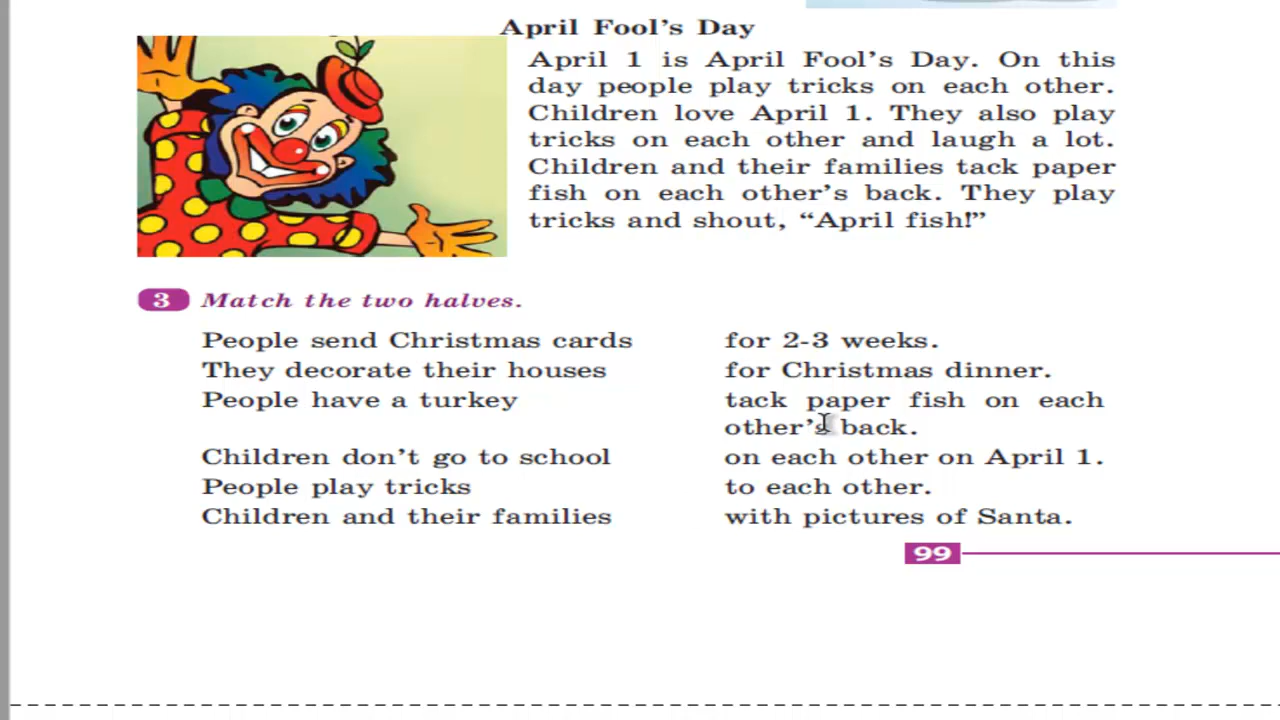 April Fool's Day
April 1 is April Fool's Day. On this
day people play tricks on each other.
Children love April 1. They also play
tricks on each other and laugh a lot.
Children and their families tack paper
fish on each other's back. They play
tricks and shout, “April fish!”
3 Match the two halves.
People send Christmas cards for 2-3 weeks.
They decorate their houses for Christmas dinner.
People have a turkey tack paper fish on each
other's back.
Children don't go to school on each other on April 1.
People play tricks to each other.
Children and their families with pictures of Santa.
99